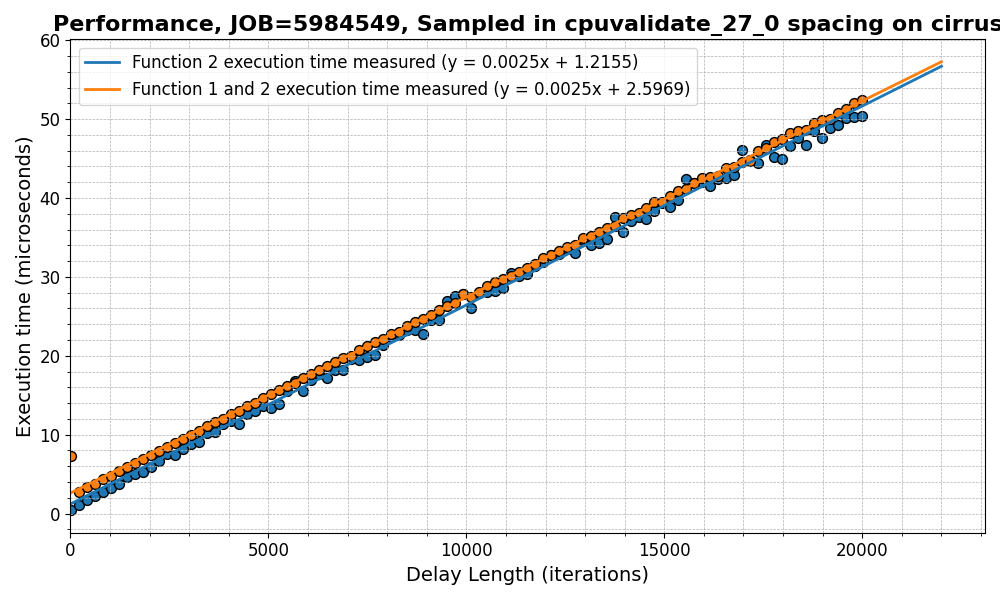 Performance, JOB=5984549, Sampled in cpuvalidate_27_0 spacing on cirrus
Function 2 execution time measured (y = 0.0025x + 1.2155)
Function 1 and 2 execution time measured (y = 0.0025x + 2.5969)
Execution time (microseconds)
60
50
40
30
20
10
0
0 5000 10000 15000 20000
Delay Length (iterations)